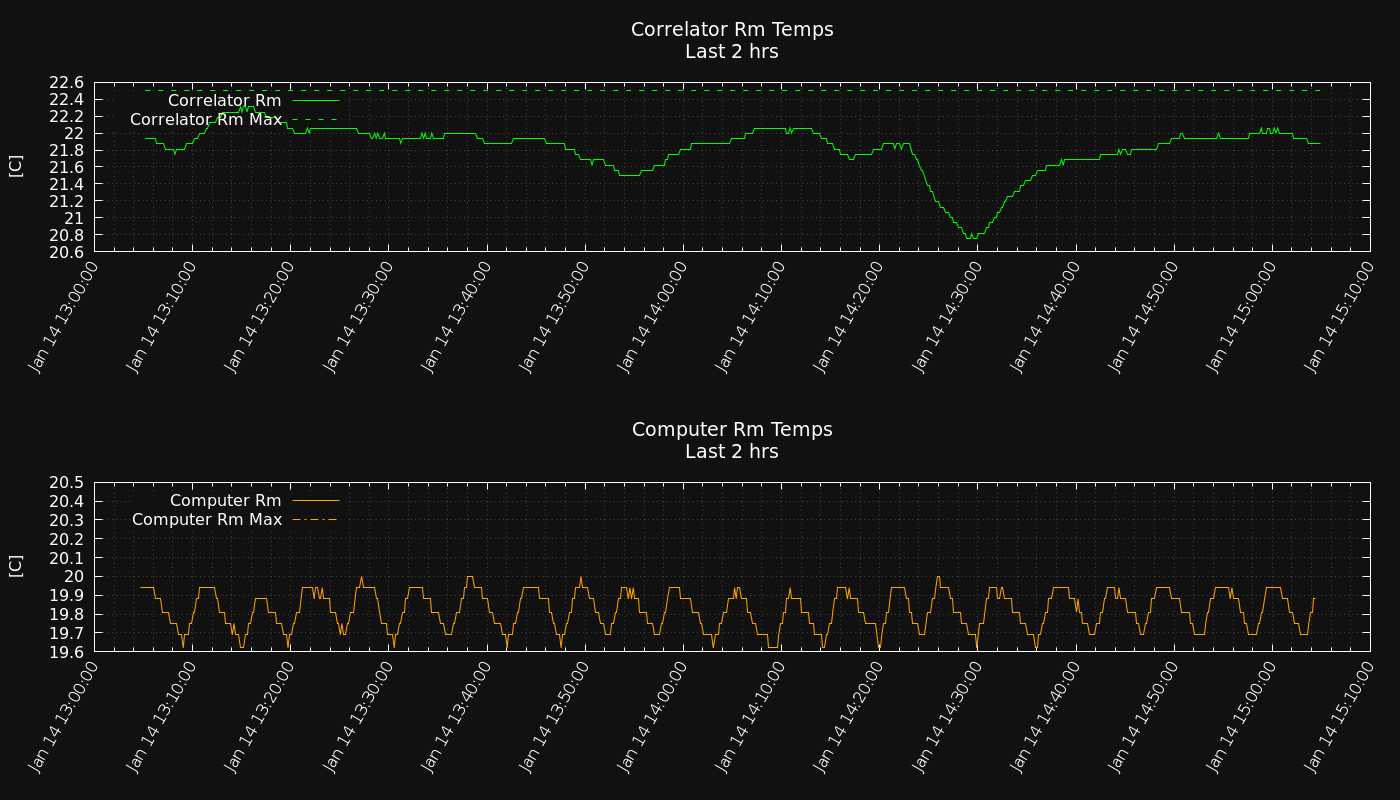 Correlator Rm Temps
Last 2 hrs
22.6
22.4
22.2
22
21.8
21.6
21.4
21.2
21
20.8
20.6
[C]
Correlator Rm
Correlator Rm Max
Jan 14 13:00:00
Jan 14 13:10:00
Jan 14 13:20:00
Jan 14 13:30:00
Jan 14 13:40:00
Jan 14 13:50:00
Jan 14 14:00:00
Jan 14 14:10:00
Jan 14 14:20:00
Jan 14 14:30:00
Jan 14 14:40:00
Jan 14 14:50:00
Jan 14 15:00:00
Jan 14 15:10:00
Computer Rm Temps
Last 2 hrs
20.5
20.4
20.3
20.2
20.1
20
19.9
19.8
19.7
19.6
[C]
Computer Rm
Computer Rm Max
Jan 14 13:00:00
Jan 14 13:10:00
Jan 14 13:20:00
Jan 14 13:30:00
Jan 14 13:40:00
Jan 14 13:50:00
Jan 14 14:00:00
Jan 14 14:10:00
Jan 14 14:20:00
Jan 14 14:30:00
Jan 14 14:40:00
Jan 14 14:50:00
Jan 14 15:00:00
Jan 14 15:10:00